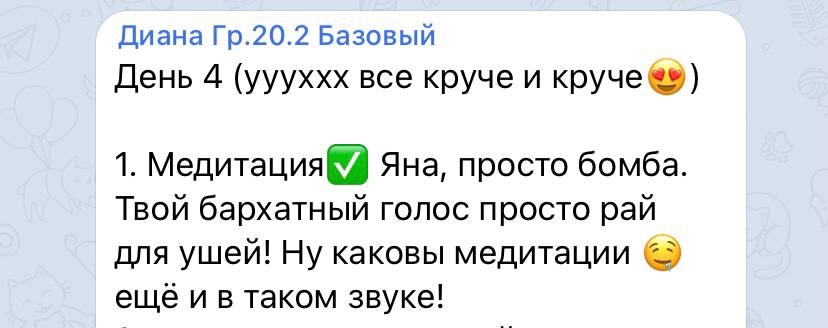 Диана Гр.20.2 Базовый
День 4 (уууххх все круче и круче😍)
1. Медитация✅ Яна, просто бомба.
Твой бархатный голос просто рай
для ушей! Ну каковы медитации 🤤
ещё и в таком звуке!